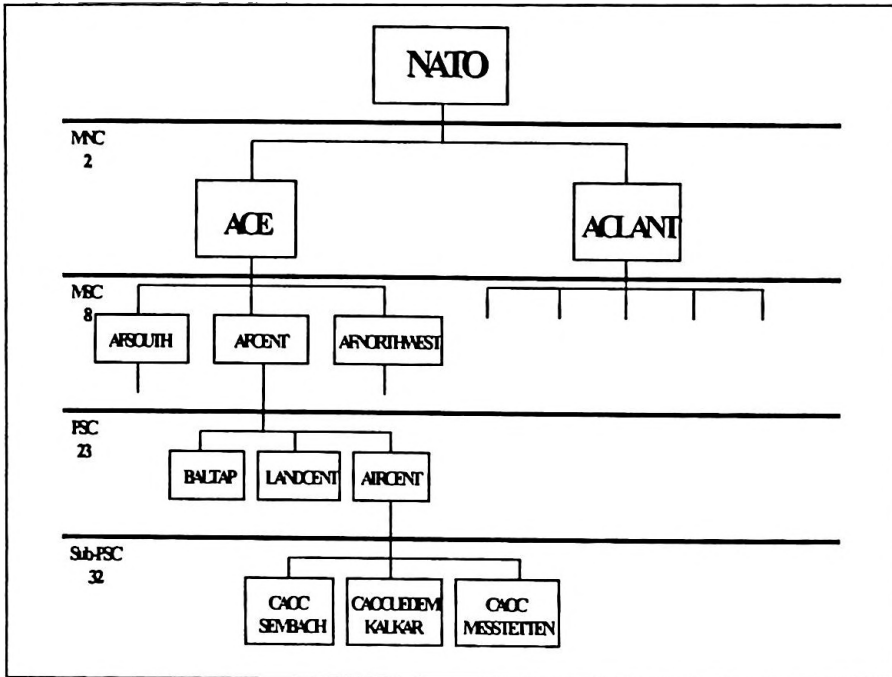 NATO
MNC
2
ACE
ACLANT
MSC
8
AFSOUTH
AFCENT
AFNORTHWEST
PSC
23
BALTAP
LANDCENT
AIRCENT
Sub-PSC
32
CAOC
SEMBACH
CAOC UEDEM
KALKAR
CAOC
MESSTETTEN